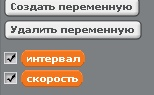 Создать переменную
Удалить переменную
интервал
скорость